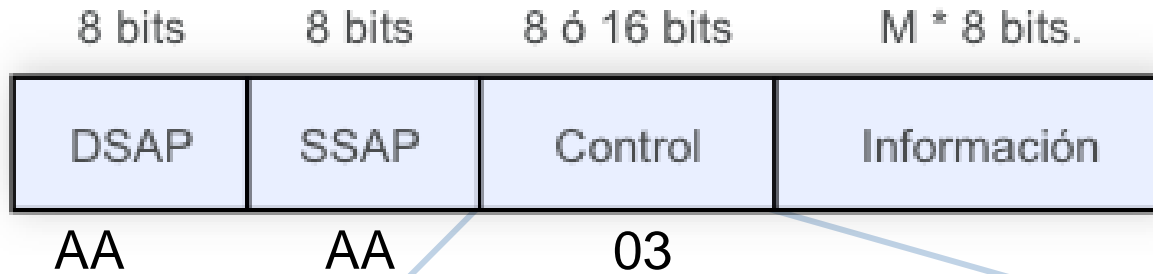 8 bits 8 bits 8 ó 16 bits M * 8 bits.
DSAP SSAP Control Información
AA AA 03